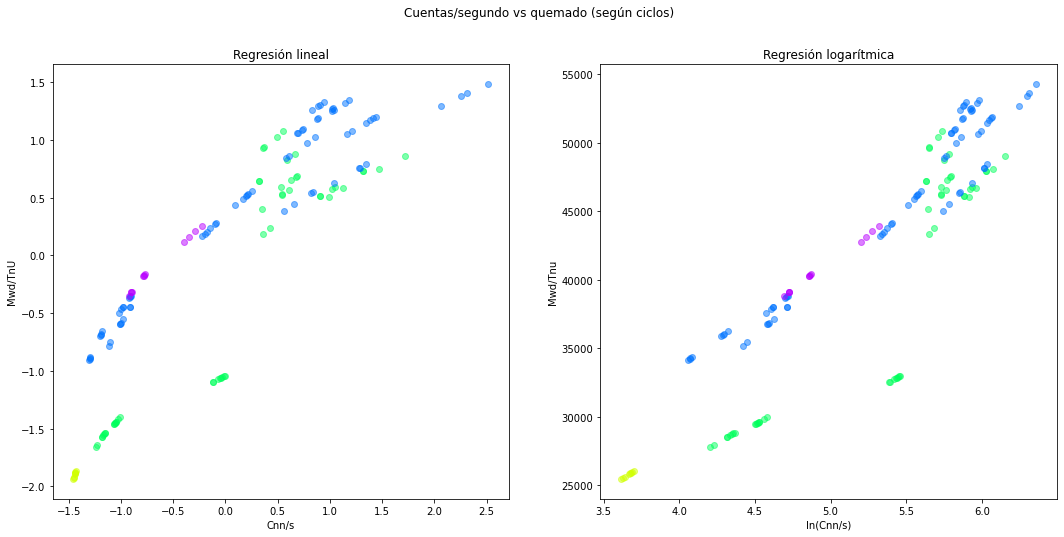 Cuentas/segundo vs quemado (según ciclos)
Regresión lineal
Mwd/TnU
1.5
1.0
0.5
0.0
−0.5
−1.0
−1.5
−2.0
−1.5 −1.0 −0.5 0.0 0.5 1.0 1.5 2.0 2.5
Cnn/s
Regresión logarítmica
Mwd/Tnu
55000
50000
45000
40000
35000
30000
25000
3.5 4.0 4.5 5.0 5.5 6.0
ln(Cnn/s)